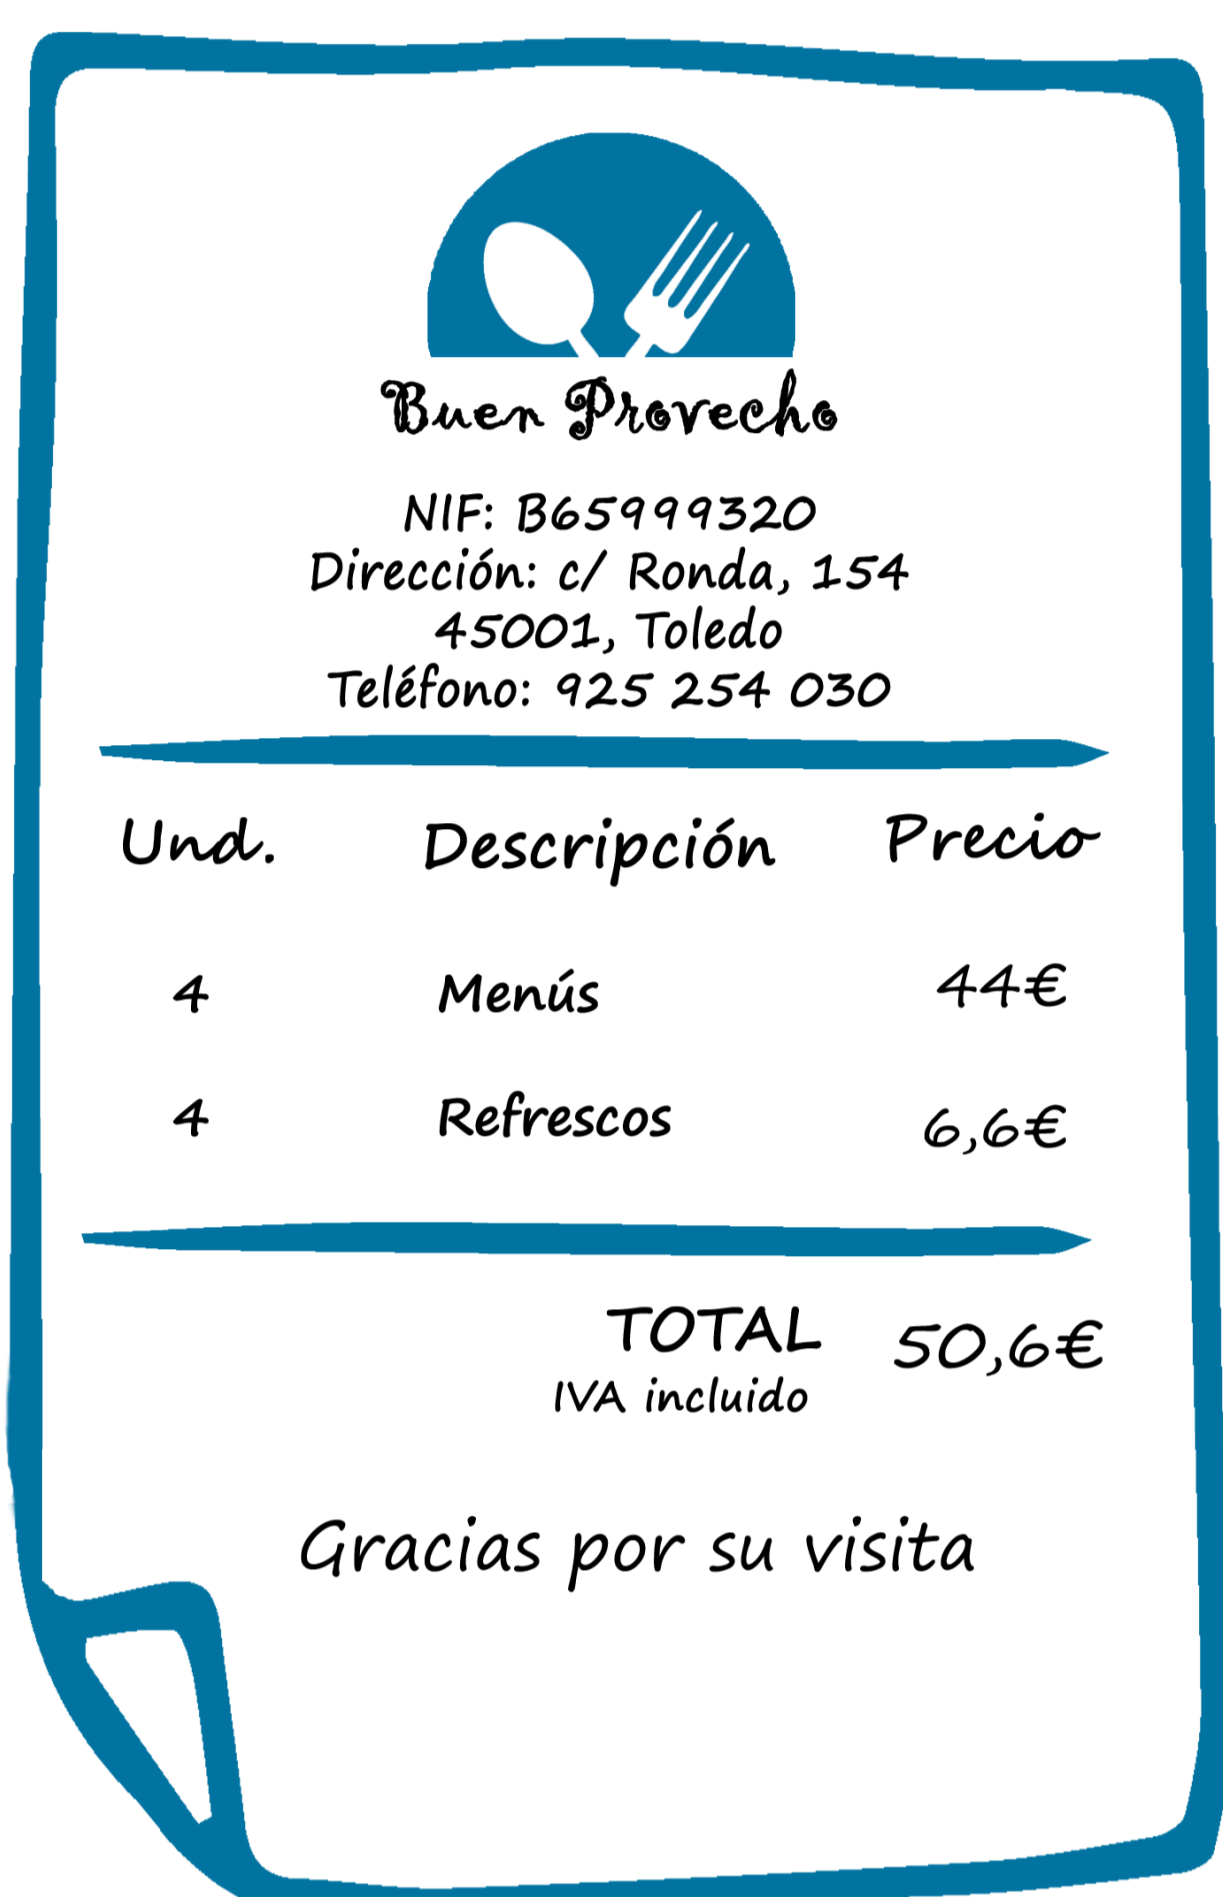 Buen Provecho
NIF: B65999320
Dirección: c/ Ronda, 154
45001, Toledo
Teléfono: 925 254 030
Und. Descripción Precio
4 Menús 44€
4 Refrescos 6,6€
TOTAL 50,6€
IVA incluido
Gracias por su visita